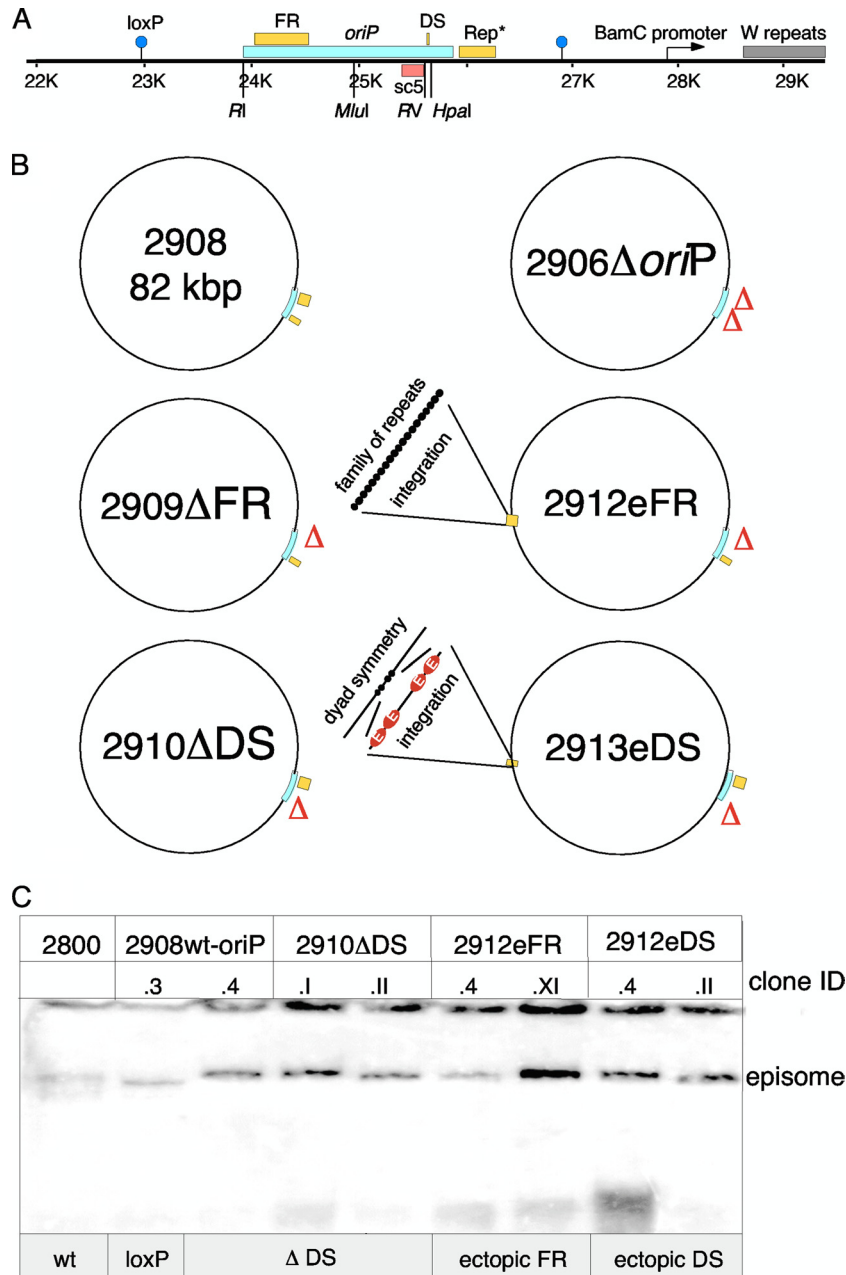 A
loxP FR oriP DS Rep* BamC promoter W repeats
22K 23K 24K 25K 27K 28K 29K
sc5
RI MluI RV HpaI
B
2908
82 kbp
2906ΔoriP
Δ
Δ
family of repeats
integration
2909ΔFR
Δ
2912eFR
Δ
dyad symmetry
E E E E
integration
2910ΔDS
Δ
2913eDS
Δ
C
2800 2908wt-oriP 2910ΔDS 2912eFR 2912eDS
.3 .4 .I .II .4 .XI .4 .II clone ID
episome
wt loxP Δ DS ectopic FR ectopic DS